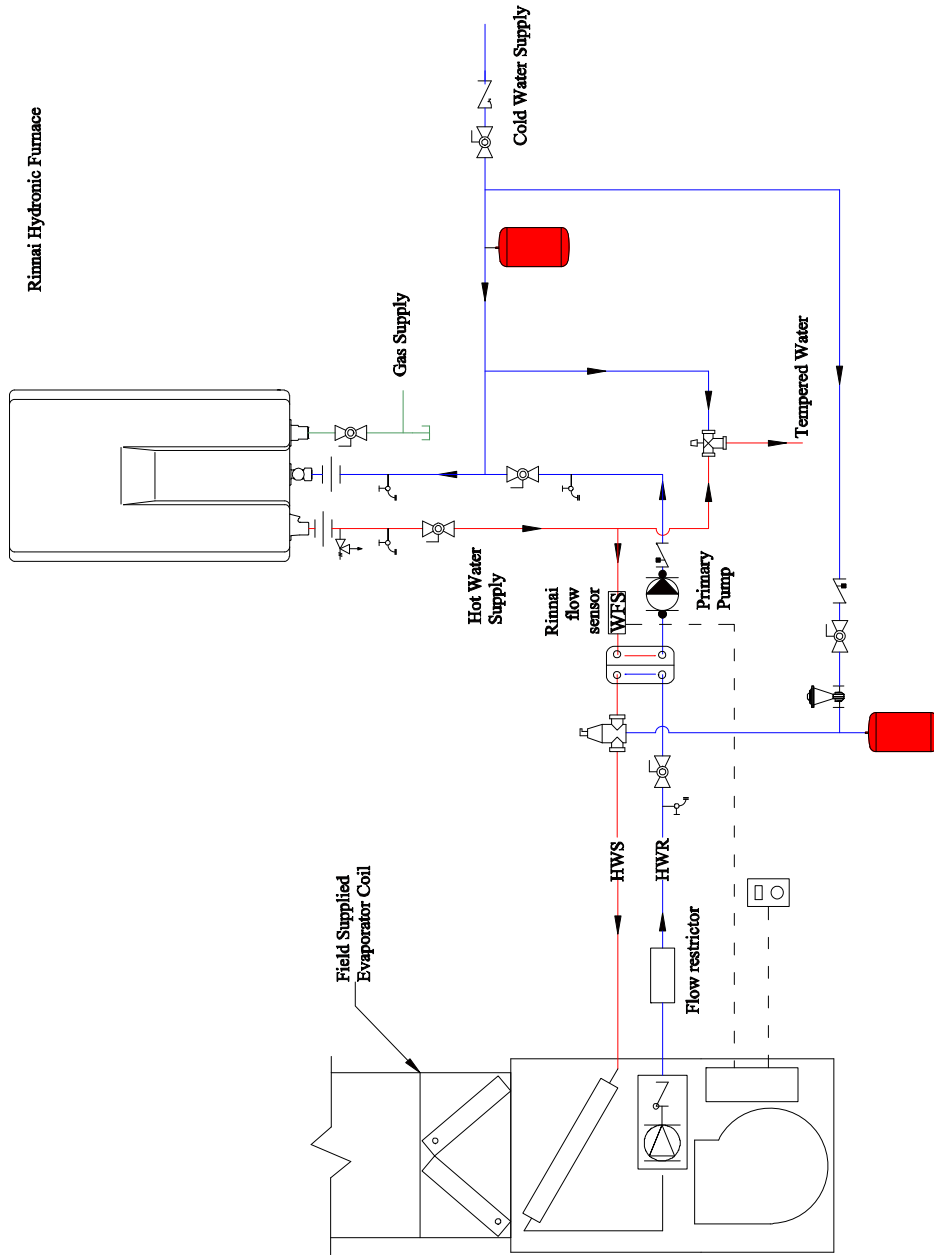 Rinnai Hydronic Furnace
Cold Water Supply
Gas Supply
Tempered Water
Hot Water
Supply
Rinnai
flow
sensor
WFS
Primary
Pump
HWS
HWR
Field Supplied
Evaporator Coil
Flow restrictor